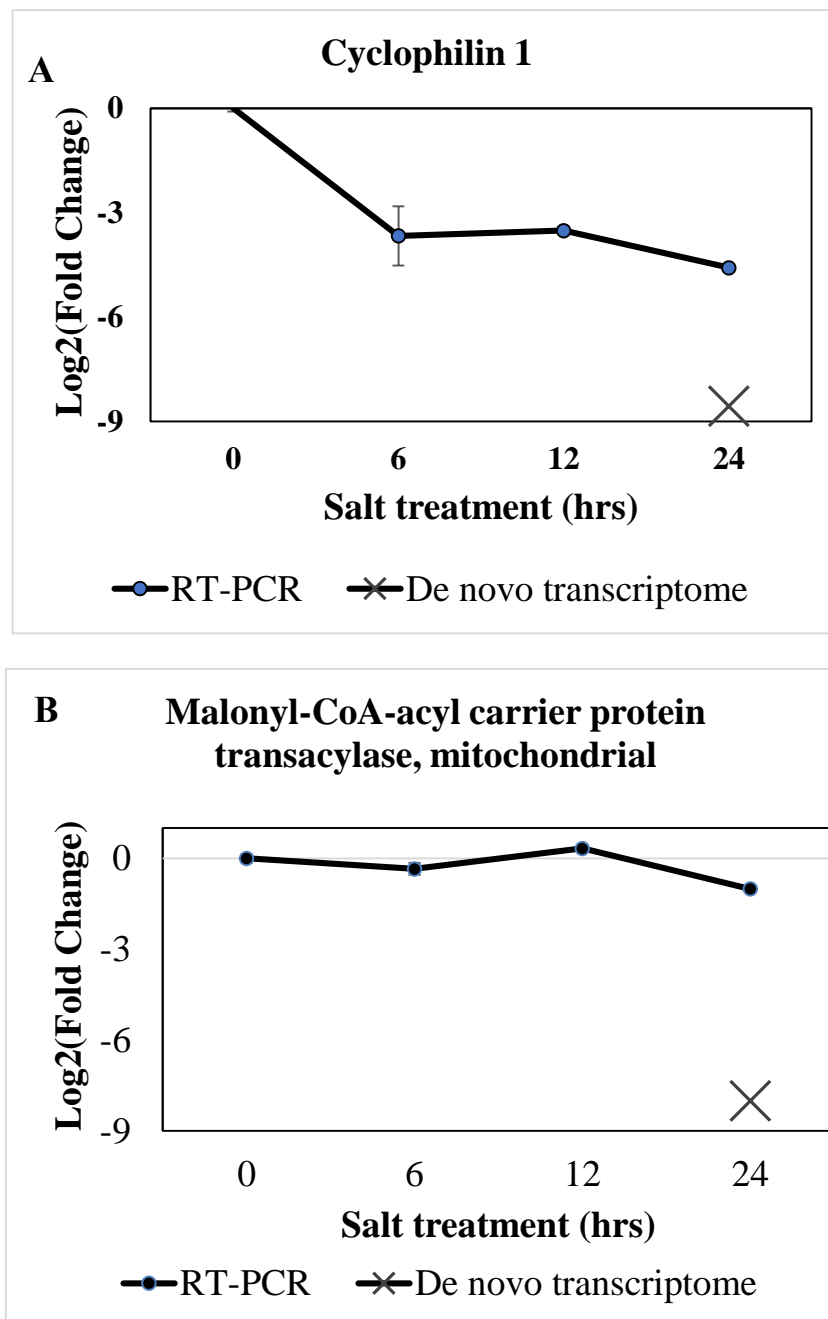 A
Cyclophilin 1
0
-3
-6
-9
Log2(Fold Change)
0 6 12 24
Salt treatment (hrs)
RT-PCR De novo transcriptome
B
Malonyl-CoA-acyl carrier protein
transacylase, mitochondrial
0
-3
-6
-9
Log2(Fold Change)
0 6 12 24
Salt treatment (hrs)
RT-PCR De novo transcriptome